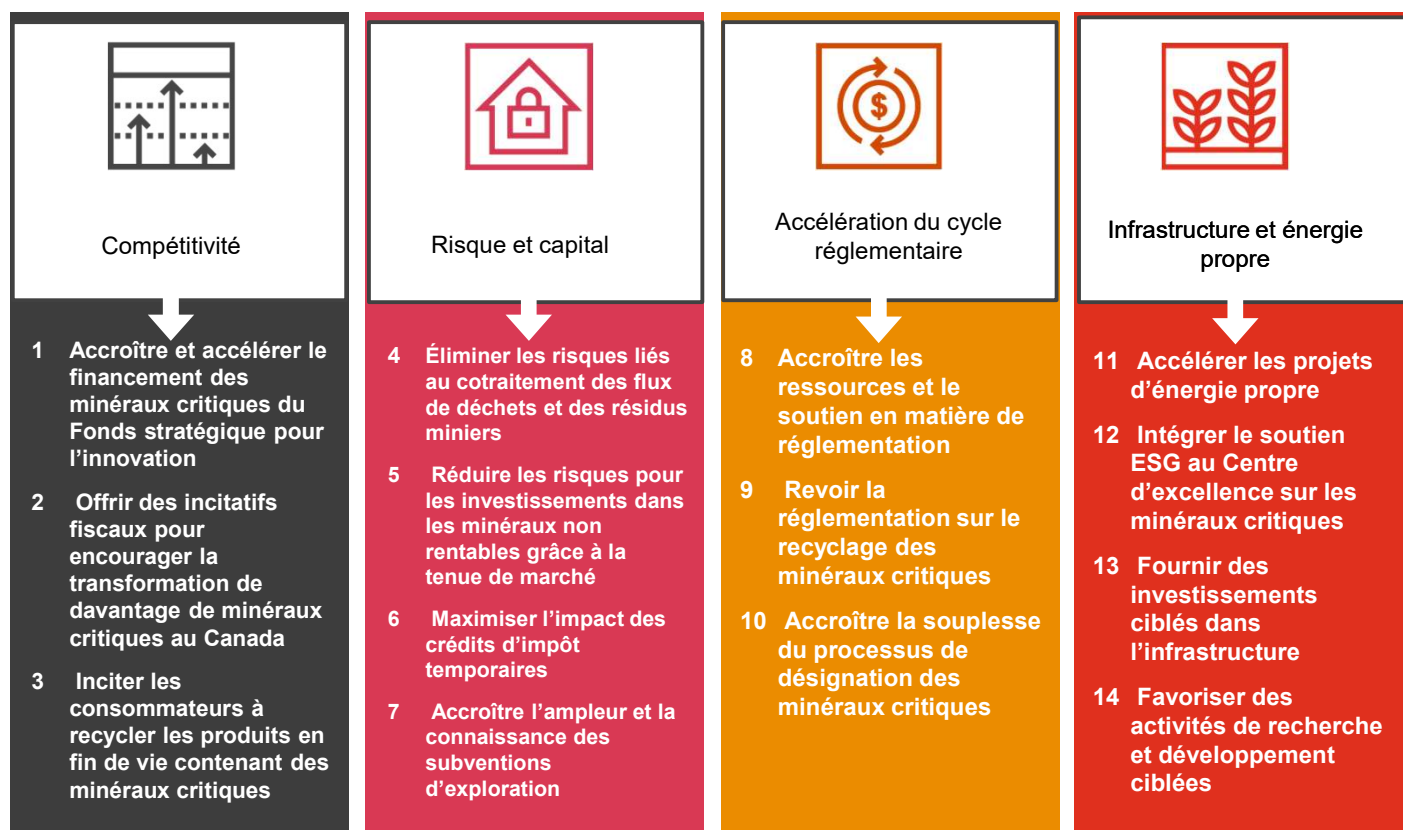 Compétitivité
1 Accroître et accélérer le
financement des
minéraux critiques du
Fonds stratégique pour
l’innovation
2 Offrir des incitatifs
fiscaux pour
encourager la
transformation de
davantage de minéraux
critiques au Canada
3 Inciter les
consommateurs à
recycler les produits en
fin de vie contenant des
minéraux critiques
Risque et capital
4 Éliminer les risques liés
au cotraitement des flux
de déchets et des résidus
miniers
5 Réduire les risques pour
les investissements dans
les minéraux non
rentables grâce à la
tenue de marché
6 Maximiser l’impact des
crédits d’impôt
temporaires
7 Accroître l’ampleur et la
connaissance des
subventions
d’exploration
$
Accélération du cycle
réglementaire
8 Accroître les
ressources et le
soutien en matière de
réglementation
9 Revoir la
réglementation sur le
recyclage des
minéraux critiques
10 Accroître la souplesse
du processus de
désignation des
minéraux critiques
Infrastructure et énergie
propre
11 Accélérer les projets
d’énergie propre
12 Intégrer le soutien
ESG au Centre
d’excellence sur les
minéraux critiques
13 Fournir des
investissements
ciblés dans
l’infrastructure
14 Favoriser des
activités de recherche
et développement
ciblées